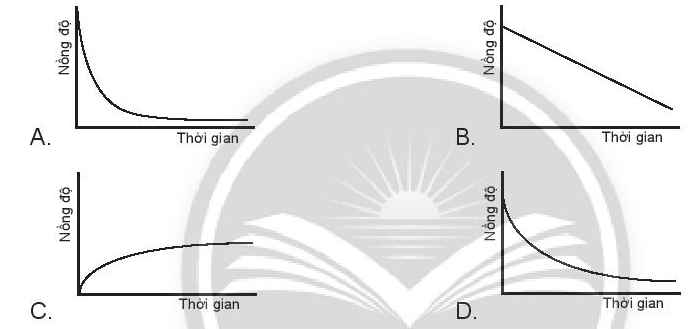 Nồng độ
Nồng độ
A.
Thời gian
B.
Thời gian
Nồng độ
Nồng độ
C.
Thời gian
D.
Thời gian